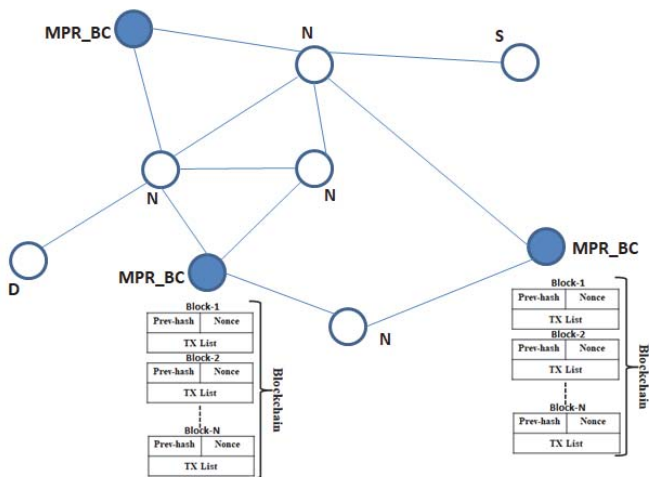 MPR_BC
N
S
N
N
D
MPR_BC
MPR_BC
N
Block-1
Prev-hash Nonce
TX List
Block-2
Prev-hash Nonce
TX List
Block-N
Prev-hash Nonce
TX List
Blockchain
Block-1
Prev-hash Nonce
TX List
Block-2
Prev-hash Nonce
TX List
Block-N
Prev-hash Nonce
TX List
Blockchain